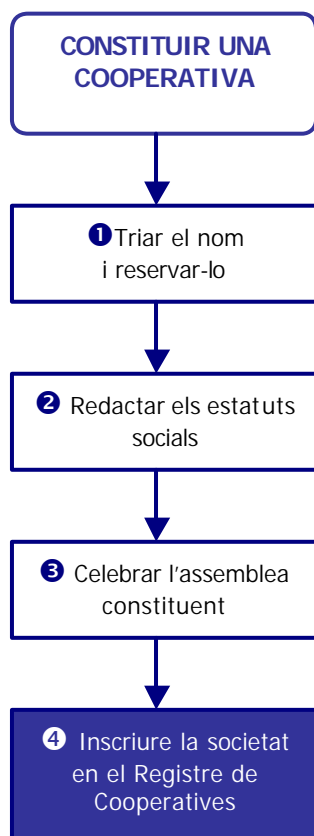 CONSTITUIR UNA
COOPERATIVA
❶Triar el nom
i reservar-lo
❷ Redactar els estatuts
socials
❸ Celebrar l'assemblea
constituent
❹ Inscriure la societat
en el Registre de
Cooperatives